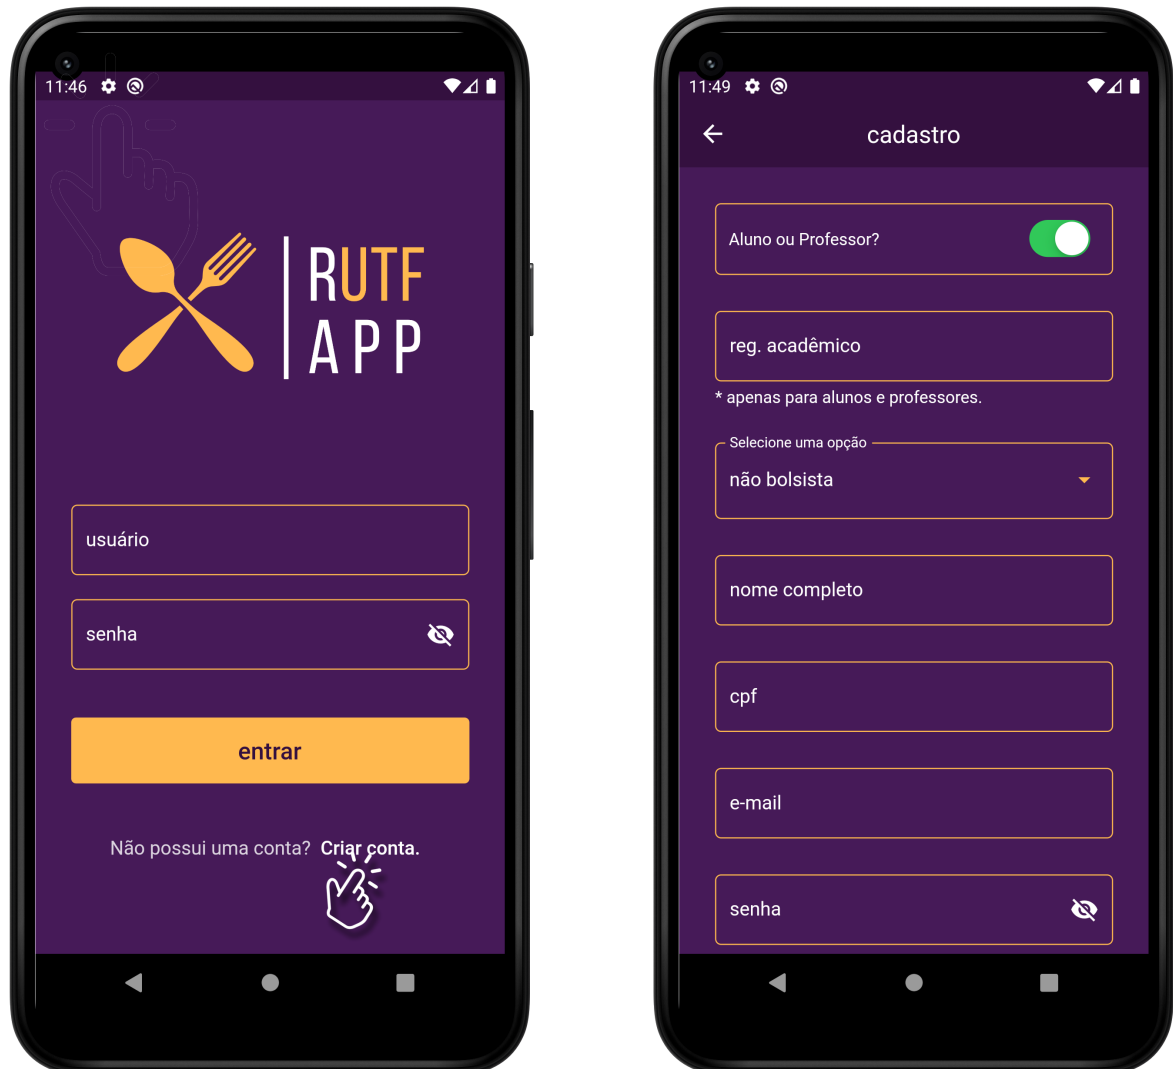 11:46
RUTF
APP
usuário
senha
entrar
Não possui uma conta? Criar conta.
11:49
cadastro
Aluno ou Professor?
reg. acadêmico
* apenas para alunos e professores.
Selecione uma opção
não bolsista
nome completo
cpf
e-mail
senha